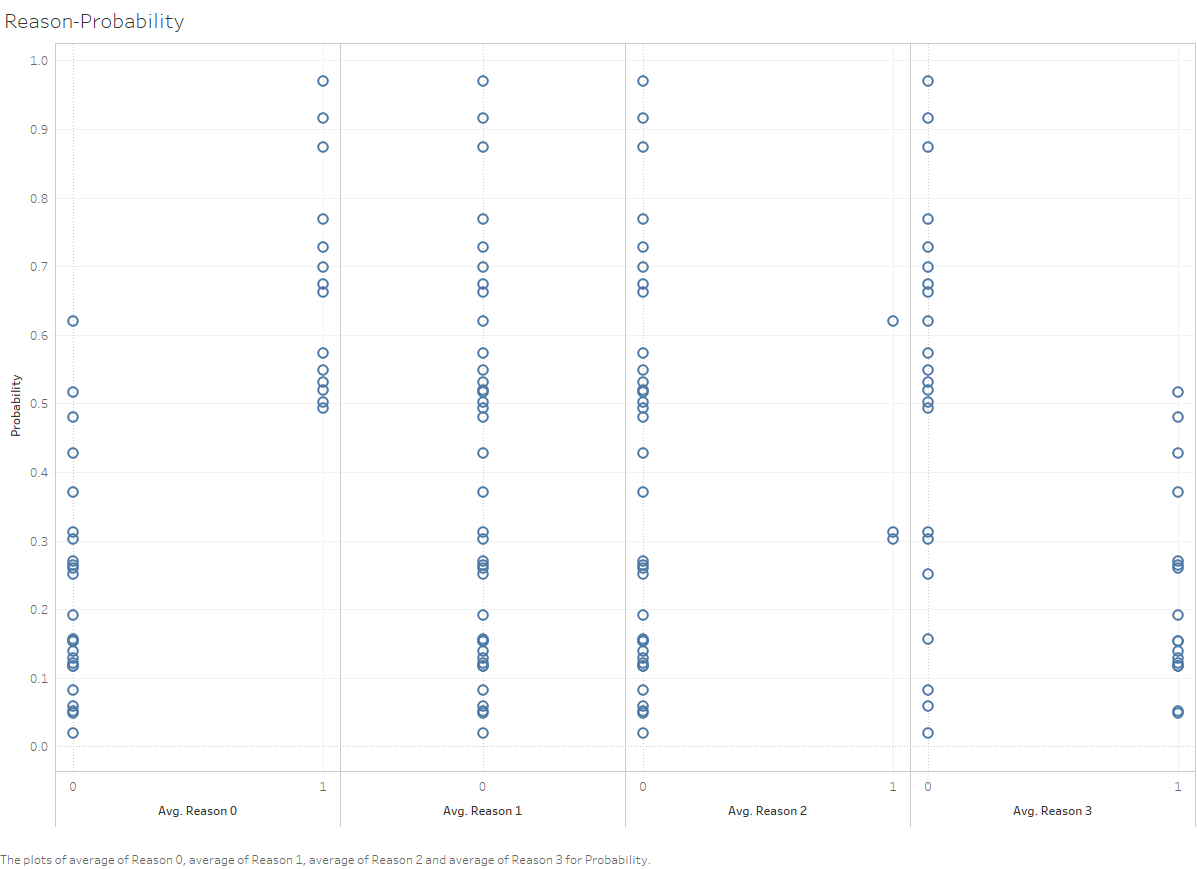 Reason-Probability
1.0
0.9
0.8
0.7
0.6
0.5
0.4
0.3
0.2
0.1
0.0
Probability
0 1 0 0 1 0 1
Avg. Reason 0 Avg. Reason 1 Avg. Reason 2 Avg. Reason 3
The plots of average of Reason 0, average of Reason 1, average of Reason 2 and average of Reason 3 for Probability.